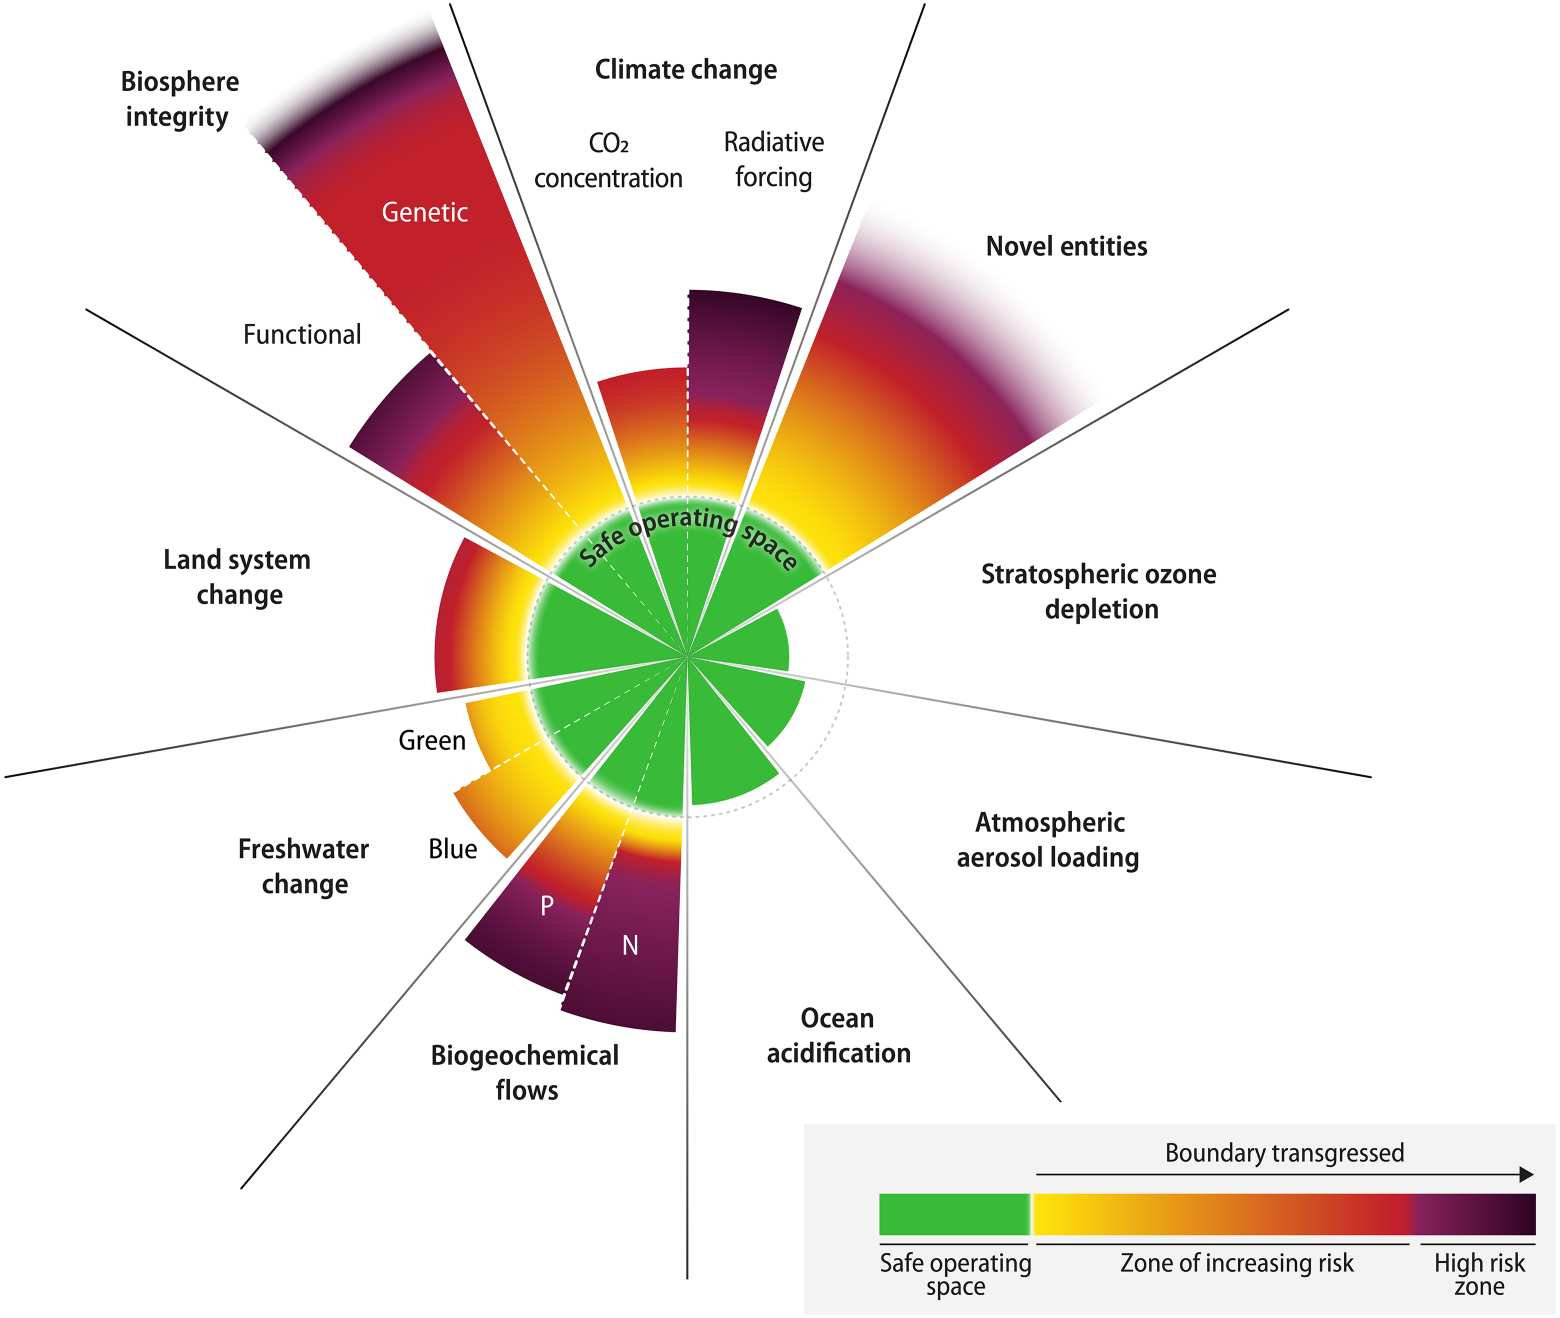 Biosphere
integrity
Climate change
CO₂
concentration
Radiative
forcing
Genetic
Novel entities
Functional
Safe operating space
Land system
change
Stratospheric ozone
depletion
Green
Blue
Freshwater
change
Atmospheric
aerosol loading
P
N
Ocean
acidification
Biogeochemical
flows
Boundary transgressed
Safe operating
space
Zone of increasing risk
High risk
zone